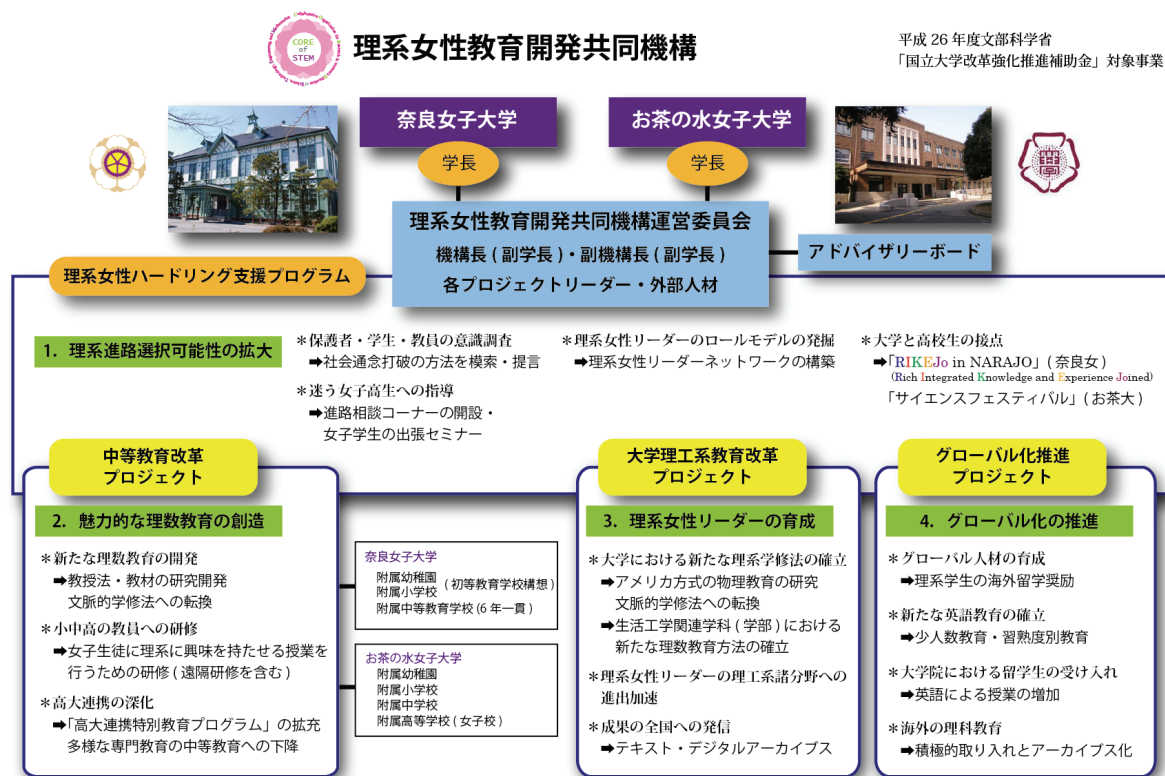 CORE
of
STEM
理系女性教育開発共同機構
平成 26 年度文部科学省
「国立大学改革強化推進補助金」対象事業
奈良女子大学
お茶の水女子大学
学長
学長
理系女性教育開発共同機構運営委員会
機構長 ( 副学長 )・副機構長 ( 副学長 )
各プロジェクトリーダー・外部人材
アドバイザリーボード
理系女性ハードリング支援プログラム
1. 理系進路選択可能性の拡大
＊保護者・学生・教員の意識調査
➡社会通念打破の方法を模索・提言
＊迷う女子高生への指導
➡進路相談コーナーの開設・
女子学生の出張セミナー
＊理系女性リーダーのロールモデルの発掘
➡理系女性リーダーネットワークの構築
＊大学と高校生の接点
➡「RIKEJo in NARAJO」( 奈良女 )
(Rich Integrated Knowledge and Experience Joined)
「サイエンスフェスティバル」( お茶大 )
中等教育改革
プロジェクト
2. 魅力的な理数教育の創造
＊新たな理数教育の開発
➡教授法・教材の研究開発
文脈的学修法への転換
＊小中高の教員への研修
➡女子生徒に理系に興味を持たせる授業を
行うための研修 ( 遠隔研修を含む )
＊高大連携の深化
➡「高大連携特別教育プログラム」の拡充
多様な専門教育の中等教育への下降
奈良女子大学
附属幼稚園
附属小学校 ( 初等教育学校構想 )
附属中等教育学校 (6 年一貫 )
お茶の水女子大学
附属幼稚園
附属小学校
附属中学校
附属高等学校 ( 女子校 )
大学理工系教育改革
プロジェクト
3. 理系女性リーダーの育成
＊大学における新たな理系学修法の確立
➡アメリカ方式の物理教育の研究
文脈的学修法への転換
➡生活工学関連学科 ( 学部 ) における
新たな理数教育方法の確立
＊理系女性リーダーの理工系諸分野への
進出加速
＊成果の全国への発信
➡テキスト・デジタルアーカイブス
グローバル化推進
プロジェクト
4. グローバル化の推進
＊グローバル人材の育成
➡理系学生の海外留学奨励
＊新たな英語教育の確立
➡少人数教育・習熟度別教育
＊大学院における留学生の受け入れ
➡英語による授業の増加
＊海外の理科教育
➡積極的取り入れとアーカイブス化